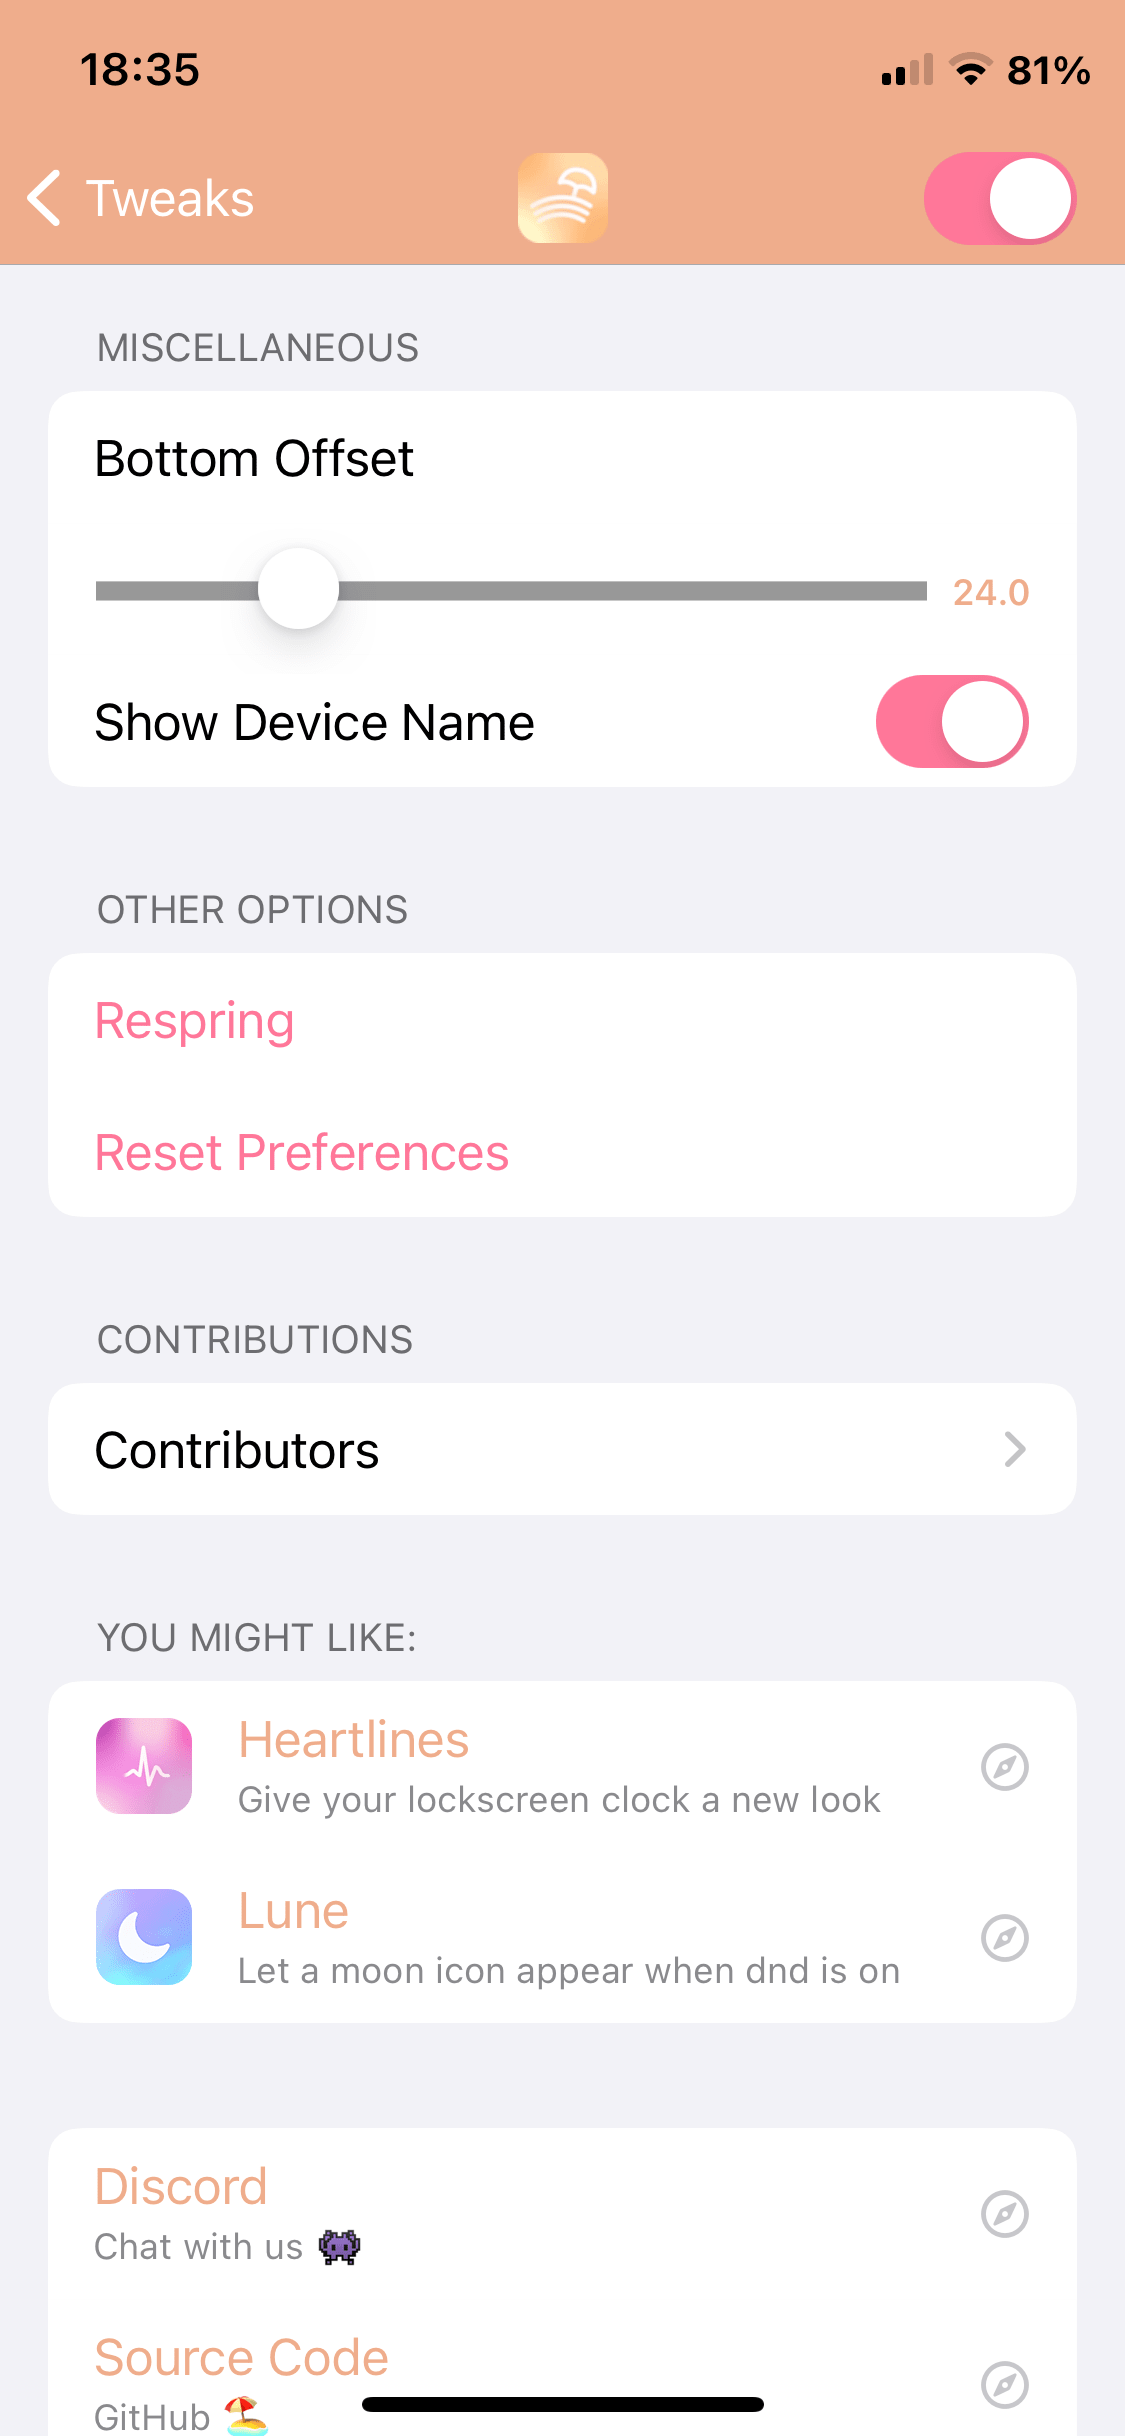 18:35 81%
Tweaks
MISCELLANEOUS
Bottom Offset
24.0
Show Device Name
OTHER OPTIONS
Respring
Reset Preferences
CONTRIBUTIONS
Contributors
YOU MIGHT LIKE:
Heartlines
Give your lockscreen clock a new look
Lune
Let a moon icon appear when dnd is on
Discord
Chat with us 👾
Source Code
GitHub 🏖️